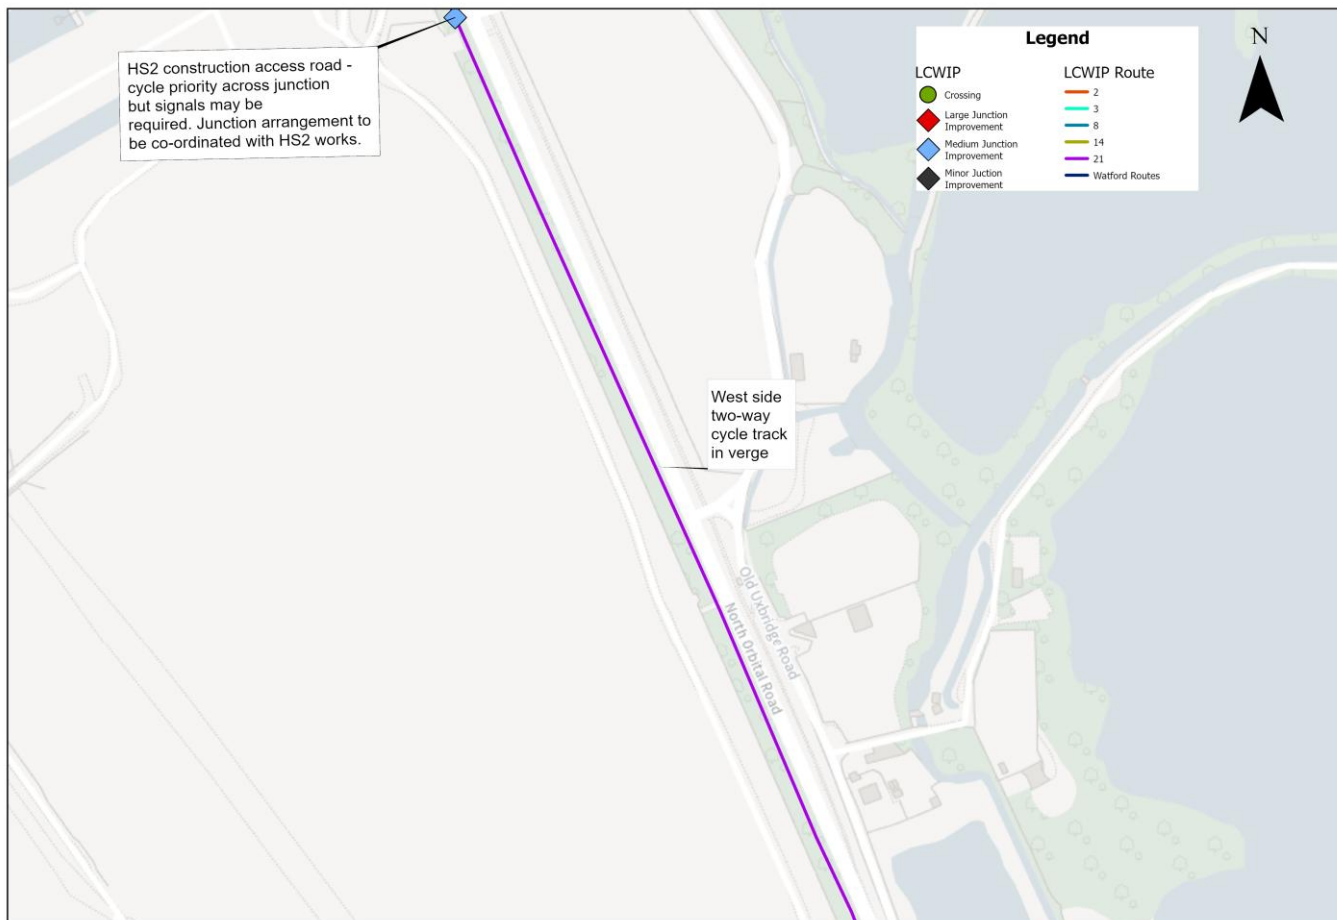 HS2 construction access road -
cycle priority across junction
but signals may be
required. Junction arrangement to
be co-ordinated with HS2 works.
Legend
LCWIP
Crossing
Large Junction
Improvement
Medium Junction
Improvement
Minor Juction
Improvement
LCWIP Route
2
3
8
14
21
Watford Routes
N
West side
two-way
cycle track
in verge
Old Uxbridge Road
North Orbital Road